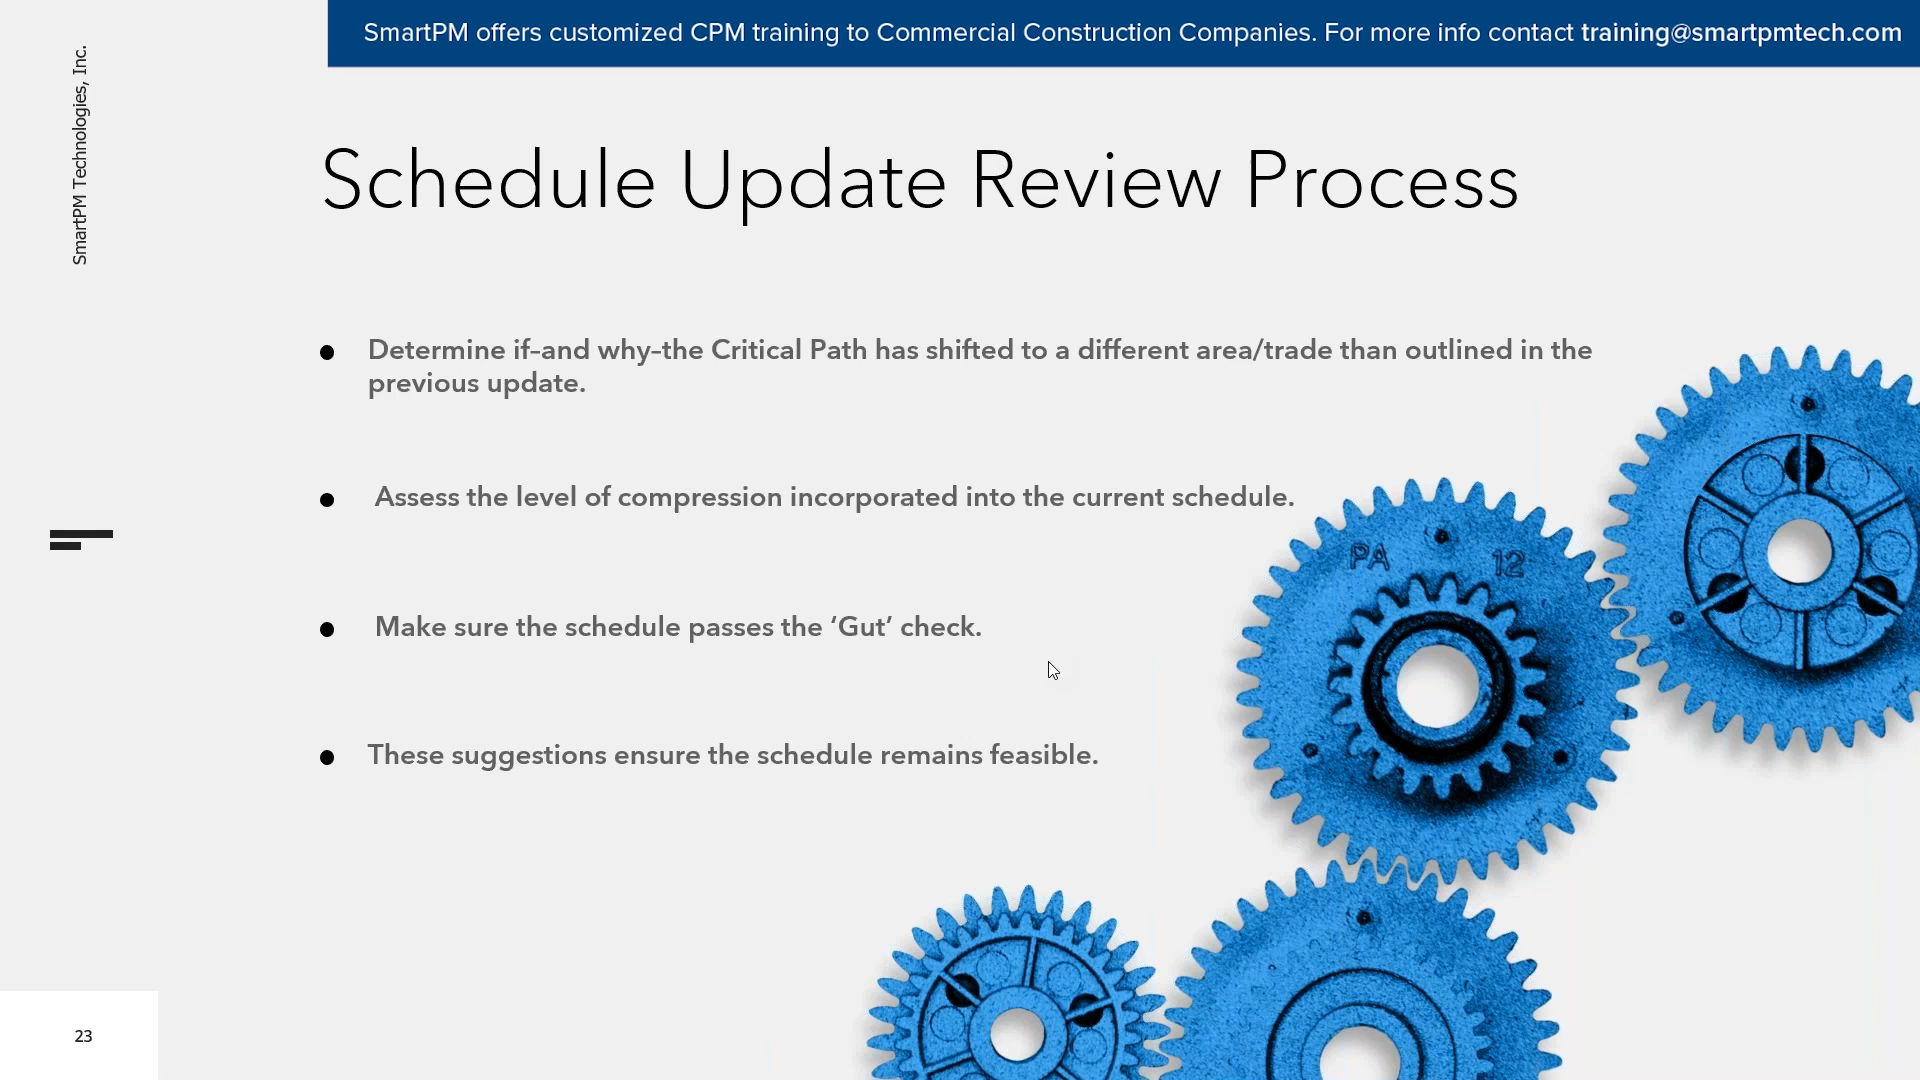 SmartPM offers customized CPM training to Commercial Construction Companies. For more info contact training@smartpmtech.com
SmartPM Technologies, Inc.
Schedule Update Review Process
● Determine if–and why–the Critical Path has shifted to a different area/trade than outlined in the
previous update.
● Assess the level of compression incorporated into the current schedule.
● Make sure the schedule passes the ‘Gut’ check.
● These suggestions ensure the schedule remains feasible.
PA 12
23